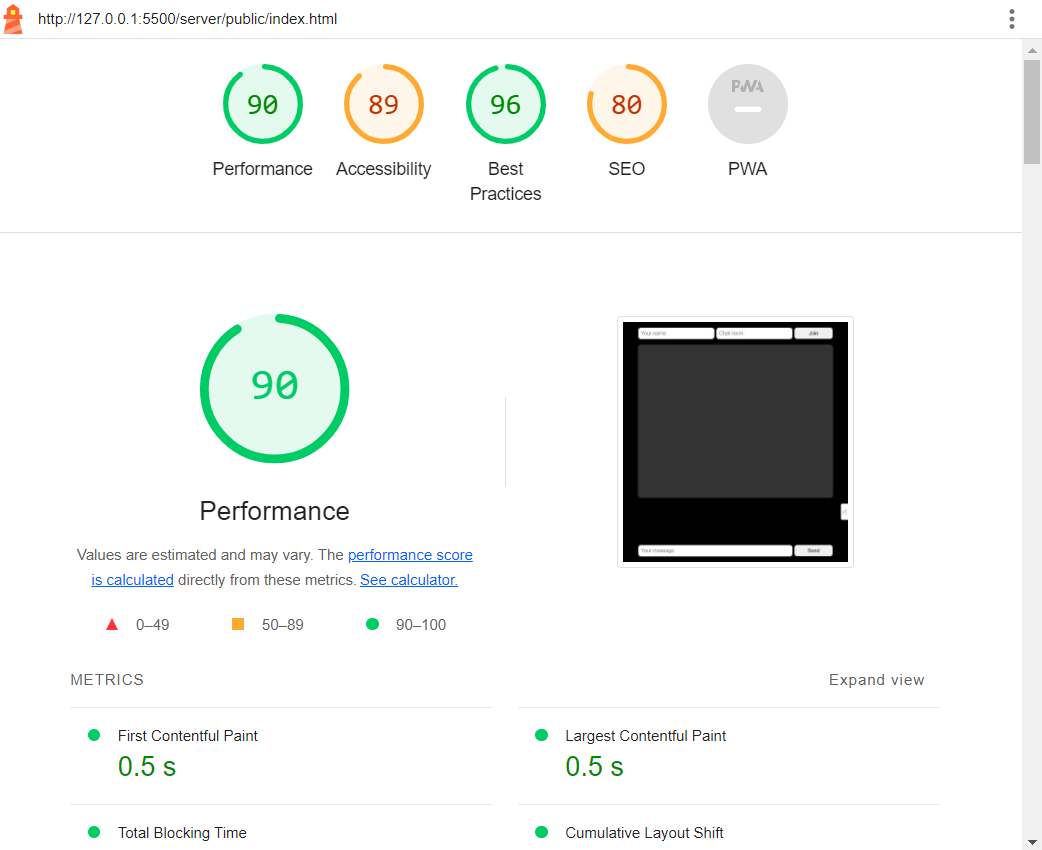 http://127.0.0.1:5500/server/public/index.html
90
89
96
80
PWA
Performance
Accessibility
Best
Practices
SEO
PWA
90
Performance
Values are estimated and may vary. The performance score
is calculated directly from these metrics. See calculator.
0–49
50–89
90–100
Your name
Chat room
Join
Your message
Send
METRICS
Expand view
First Contentful Paint
0.5 s
Largest Contentful Paint
0.5 s
Total Blocking Time
Cumulative Layout Shift